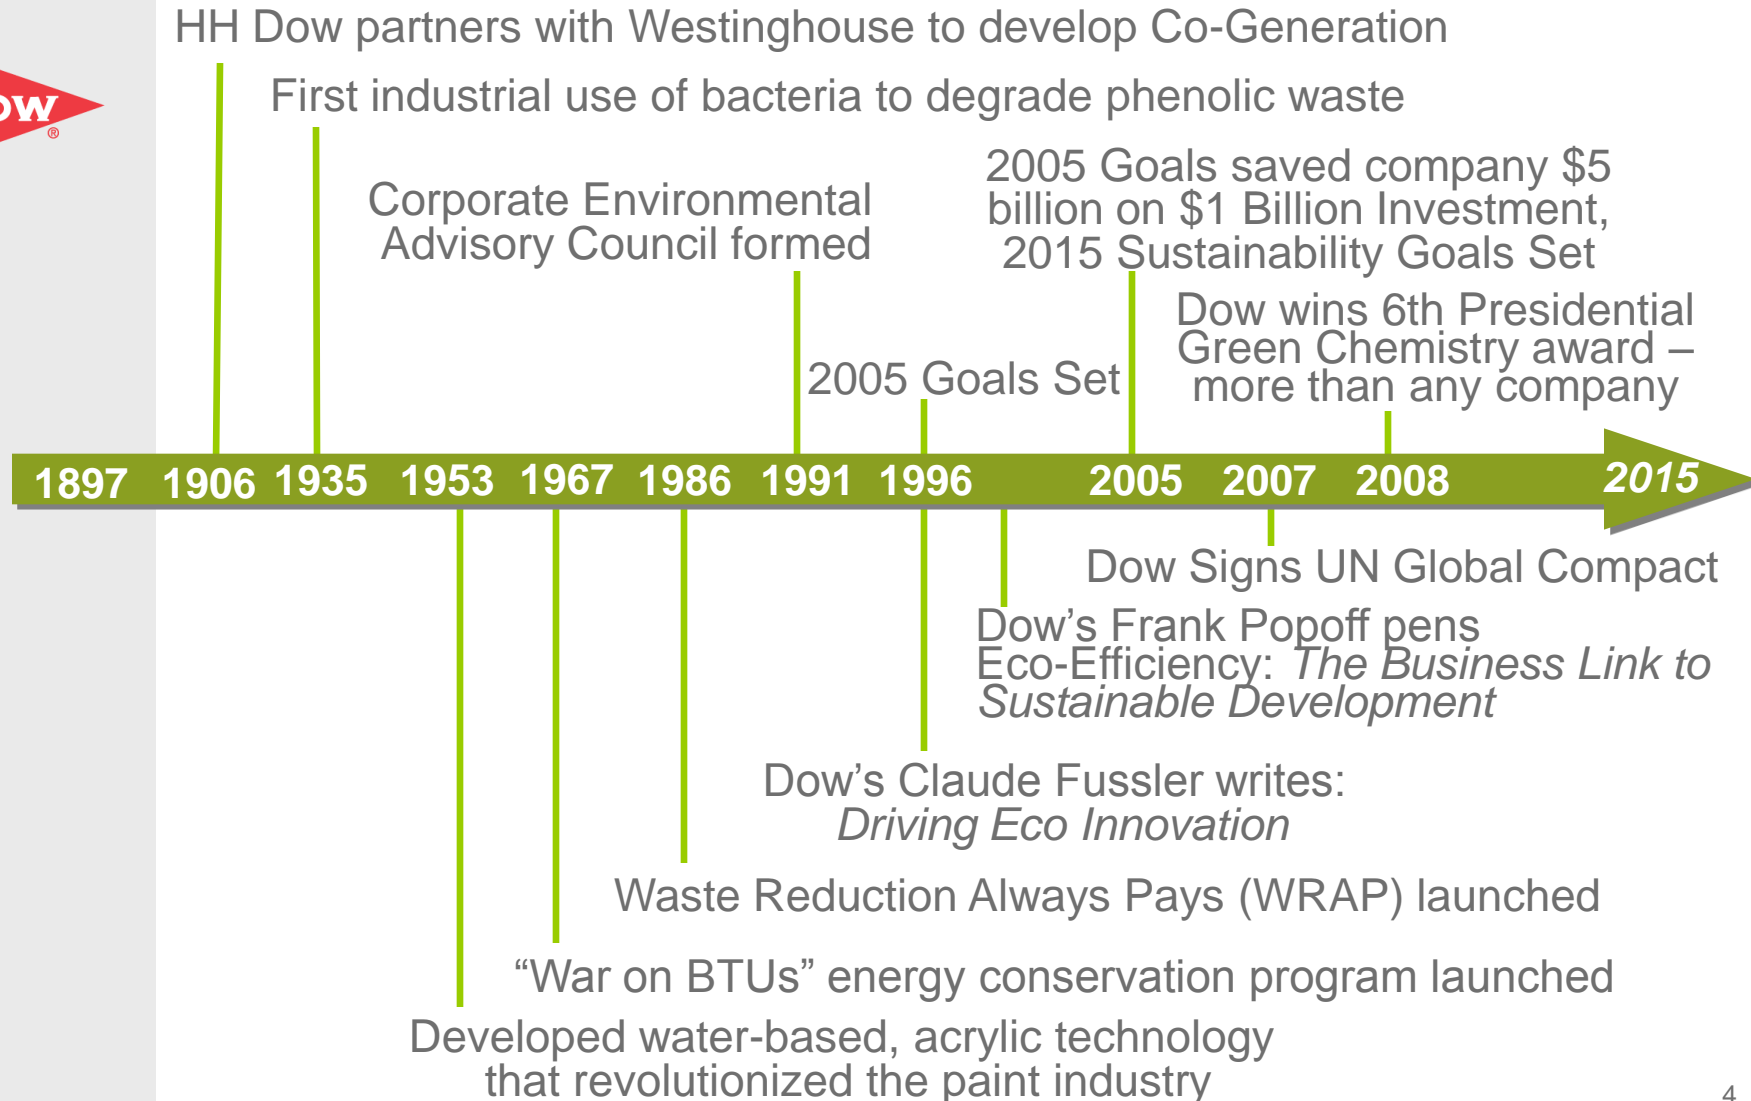 HH Dow partners with Westinghouse to develop Co-Generation
First industrial use of bacteria to degrade phenolic waste
2005 Goals saved company $5
billion on $1 Billion Investment,
2015 Sustainability Goals Set
Corporate Environmental
Advisory Council formed
Dow wins 6th Presidential
Green Chemistry award –
more than any company
2005 Goals Set
1897 1906 1935 1953 1967 1986 1991 1996 2005 2007 2008 2015
Dow Signs UN Global Compact
Dow’s Frank Popoff pens
Eco-Efficiency: The Business Link to
Sustainable Development
Dow’s Claude Fussler writes:
Driving Eco Innovation
Waste Reduction Always Pays (WRAP) launched
“War on BTUs” energy conservation program launched
Developed water-based, acrylic technology
that revolutionized the paint industry
4